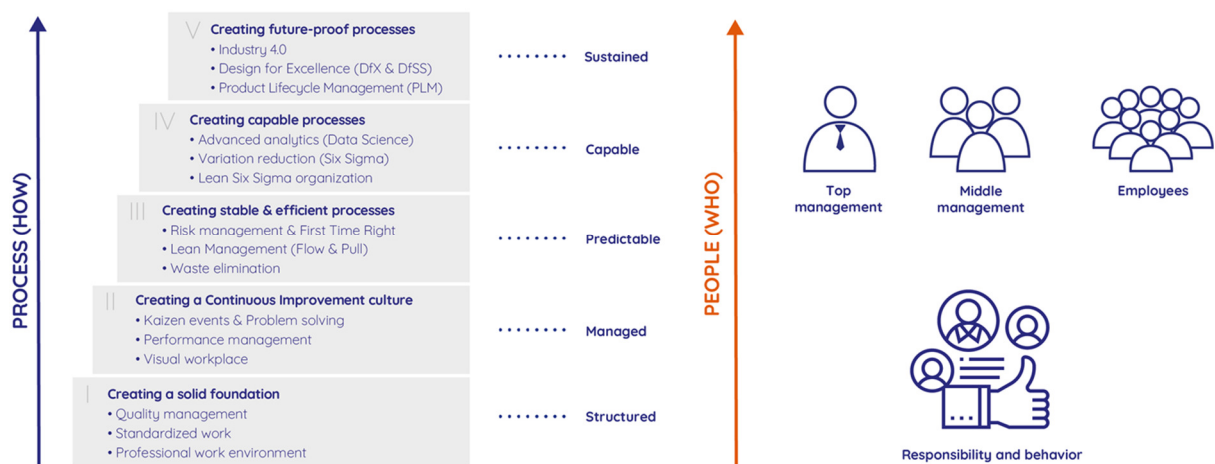 PROCESS (HOW)
V Creating future-proof processes
• Industry 4.0
• Design for Excellence (DfX & DfSS)
• Product Lifecycle Management (PLM)
Sustained
IV Creating capable processes
• Advanced analytics (Data Science)
• Variation reduction (Six Sigma)
• Lean Six Sigma organization
Capable
III Creating stable & efficient processes
• Risk management & First Time Right
• Lean Management (Flow & Pull)
• Waste elimination
Predictable
II Creating a Continuous Improvement culture
• Kaizen events & Problem solving
• Performance management
• Visual workplace
Managed
I Creating a solid foundation
• Quality management
• Standardized work
• Professional work environment
Structured
PEOPLE (WHO)
Top
management
Middle
management
Employees
Responsibility and behavior